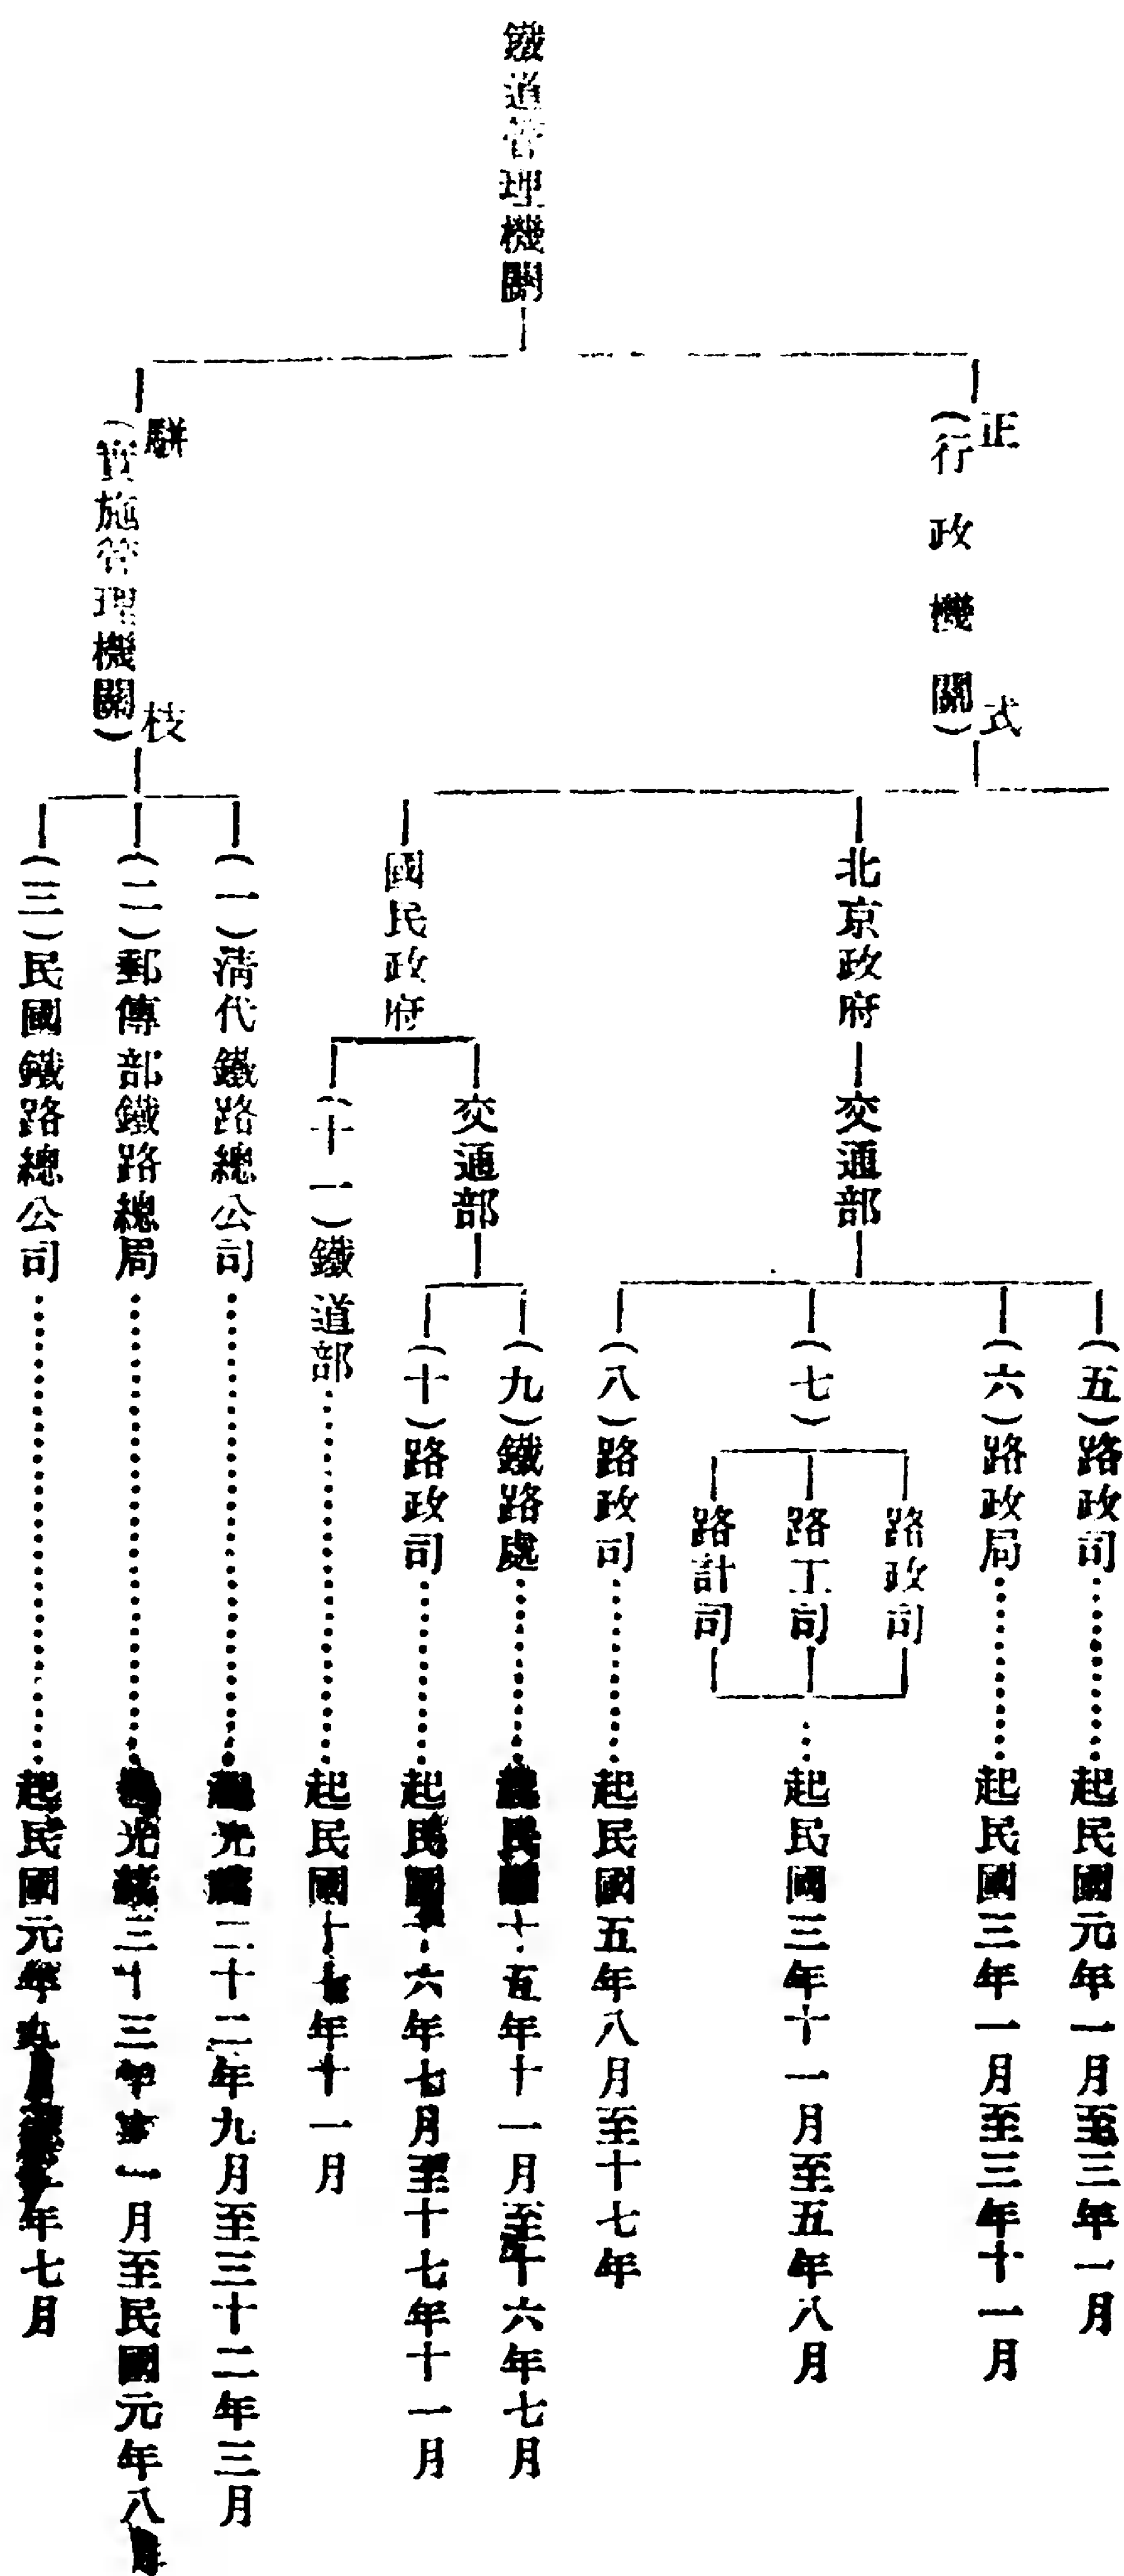 鐵道管理機關
正式
(行政機關)
北京政府
交通部
(五)路政司……起民國元年一月至三年一月
(六)路政局……起民國三年一月至三年十一月
(七)
路政司
路工司
路計司
起民國三年十一月至五年八月
(八)路政司……起民國五年八月至十七年
國民政府
交通部
(九)鐵路處……起民國十五年十一月至十六年七月
(十)路政司……起民國十六年七月至十七年十一月
(十一)鐵道部……起民國十七年十一月
駢枝
(實施管理機關)
(一)清代鐵路總公司……起光緒二十二年九月至三十二年三月
(二)郵傳部鐵路總局……光緒三十三年 一月至民國元年八月
(三)民國鐵路總公司……起民國元年九月 年七月